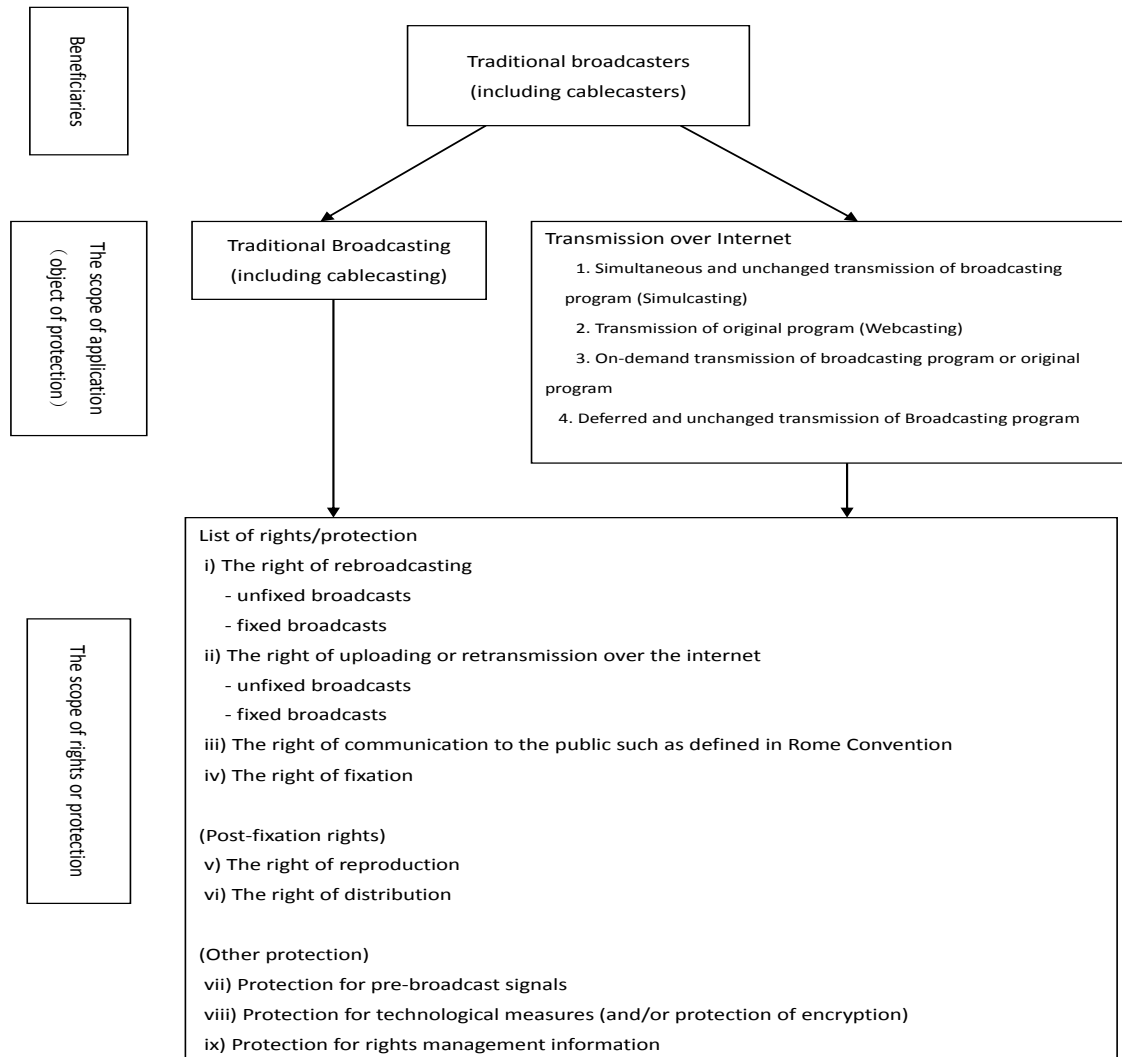 Beneficiaries
Traditional broadcasters
(including cablecasters)
The scope of application
（object of protection）
Traditional Broadcasting
(including cablecasting)
Transmission over Internet
1. Simultaneous and unchanged transmission of broadcasting
program (Simulcasting)
2. Transmission of original program (Webcasting)
3. On-demand transmission of broadcasting program or original
program
4. Deferred and unchanged transmission of Broadcasting program
The scope of rights or protection
List of rights/protection
i) The right of rebroadcasting
- unfixed broadcasts
- fixed broadcasts
ii) The right of uploading or retransmission over the internet
- unfixed broadcasts
- fixed broadcasts
iii) The right of communication to the public such as defined in Rome Convention
iv) The right of fixation
(Post-fixation rights)
v) The right of reproduction
vi) The right of distribution
(Other protection)
vii) Protection for pre-broadcast signals
viii) Protection for technological measures (and/or protection of encryption)
ix) Protection for rights management information